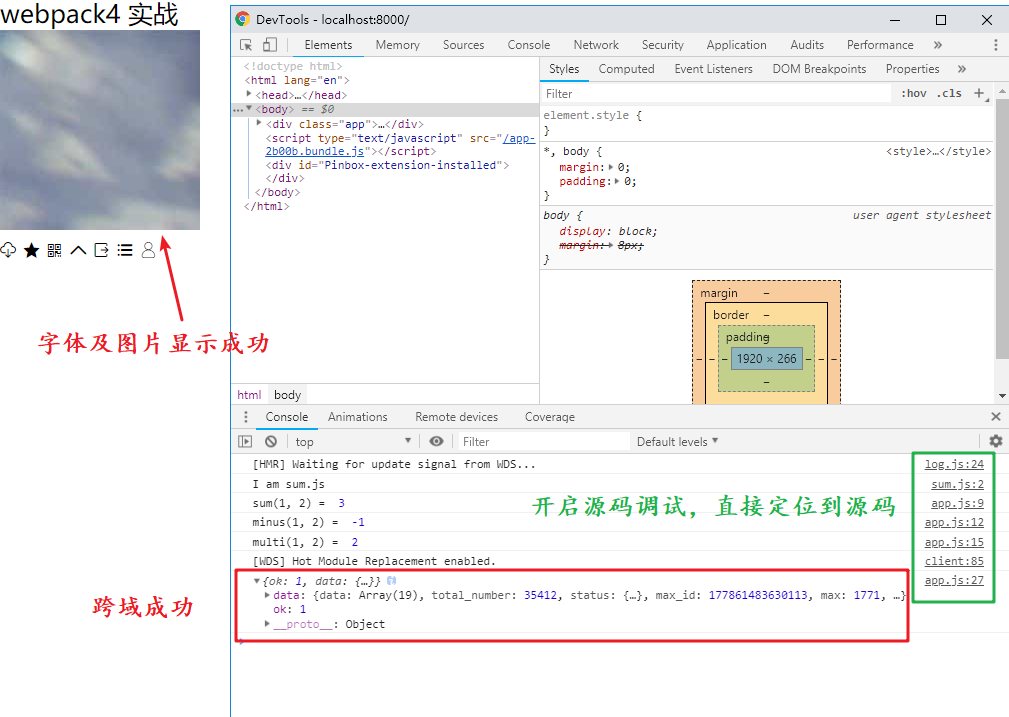 webpack4 实战
字体及图片显示成功
跨域成功
DevTools - localhost:8000/
Elements Memory Sources Console Network Security Application Audits Performance »
<!doctype html>
<html lang="en">
<head>…</head>
<body> == $0
<div class="app">…</div>
<script type="text/javascript" src="/app-
2b00b.bundle.js"></script>
<div id="Pinbox-extension-installed">
</div>
</body>
</html>
html body
Styles Computed Event Listeners DOM Breakpoints Properties »
Filter :hov .cls +
element.style {
}
*, body { <style>…</style>
margin: 0;
padding: 0;
}
body { user agent stylesheet
display: block;
margin: 8px;
}
margin –
border –
padding –
– – – 1920 × 266 – – –
–
Console Animations Remote devices Coverage
top Filter Default levels
[HMR] Waiting for update signal from WDS... log.js:24
I am sum.js sum.js:2
sum(1, 2) = 3 app.js:9
minus(1, 2) = -1 app.js:12
multi(1, 2) = 2 app.js:15
[WDS] Hot Module Replacement enabled. client:85
{ok: 1, data: {…}} app.js:27
data: {data: Array(19), total_number: 35412, status: {…}, max_id: 177861483630113, max: 1771, …}
ok: 1
__proto__: Object
开启源码调试，直接定位到源码